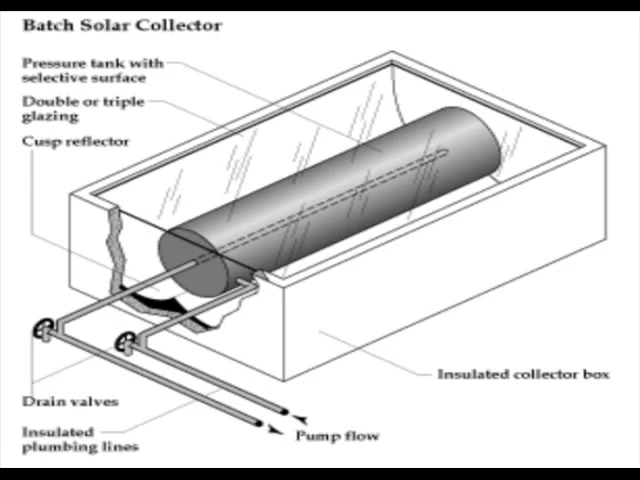 Batch Solar Collector
Pressure tank with
selective surface
Double or triple
glazing
Cusp reflector
Insulated collector box
Drain valves
Insulated
plumbing lines
Pump flow